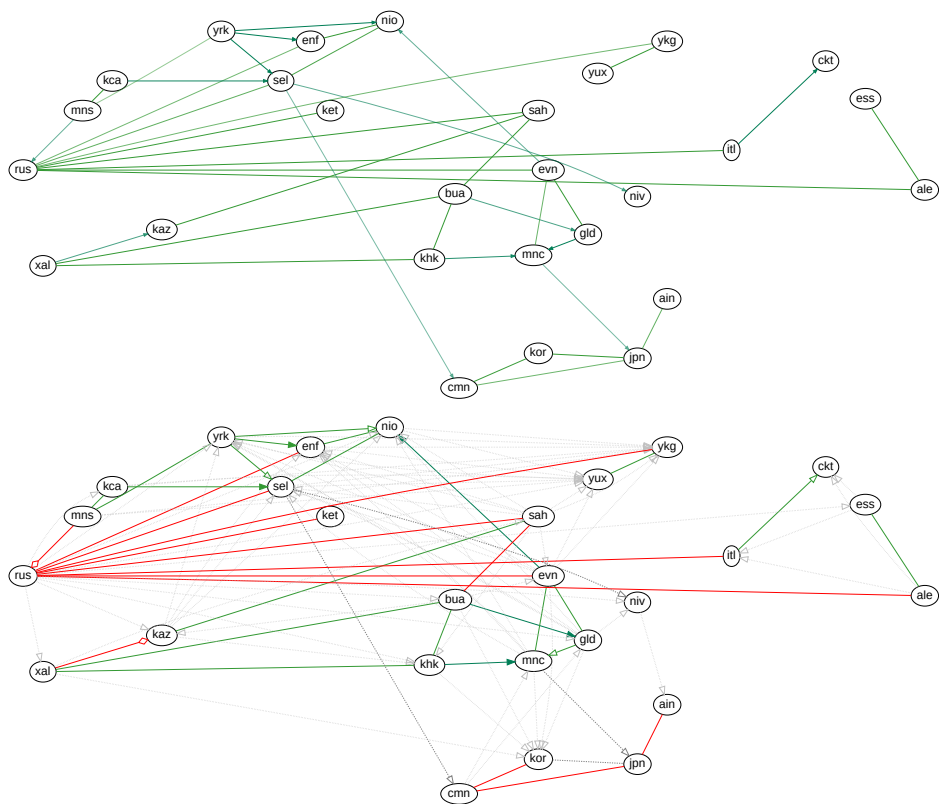 nio
yrk
enf
ykg
ckt
yux
kca
sel
ess
mns
ket
sah
itl
rus
evn
ale
bua
niv
kaz
gld
mnc
khk
xal
ain
kor
jpn
cmn
nio
yrk
enf
ykg
ckt
yux
kca
sel
ess
mns
ket
sah
itl
rus
evn
ale
bua
niv
kaz
gld
mnc
khk
xal
ain
kor
jpn
cmn